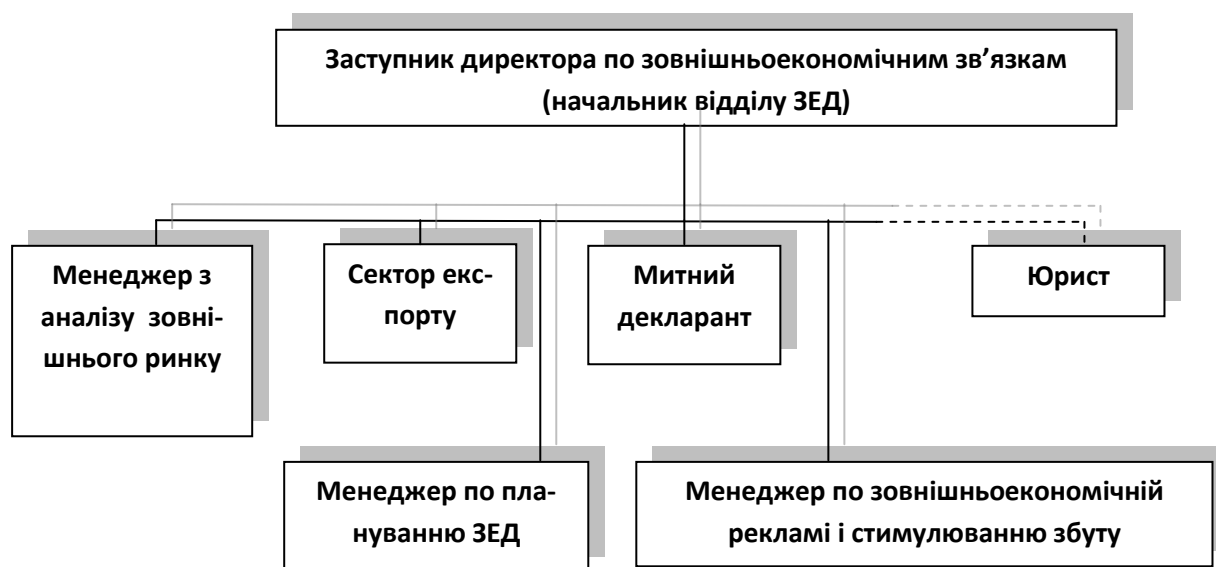 Заступник директора по зовнішньоекономічним зв’язкам
(начальник відділу ЗЕД)
Менеджер з
аналізу зовні-
шнього ринку
Сектор екс-
порту
Митний
декларант
Юрист
Менеджер по пла-
нуванню ЗЕД
Менеджер по зовнішньоекономічній
рекламі і стимулюванню збуту